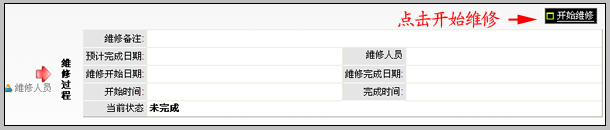 点击开始维修
开始维修
维修备注:
预计完成日期:
维修人员
维修开始日期:
维修完成日期:
开始时间:
完成时间:
当前状态 未完成
维修过程
維修人员